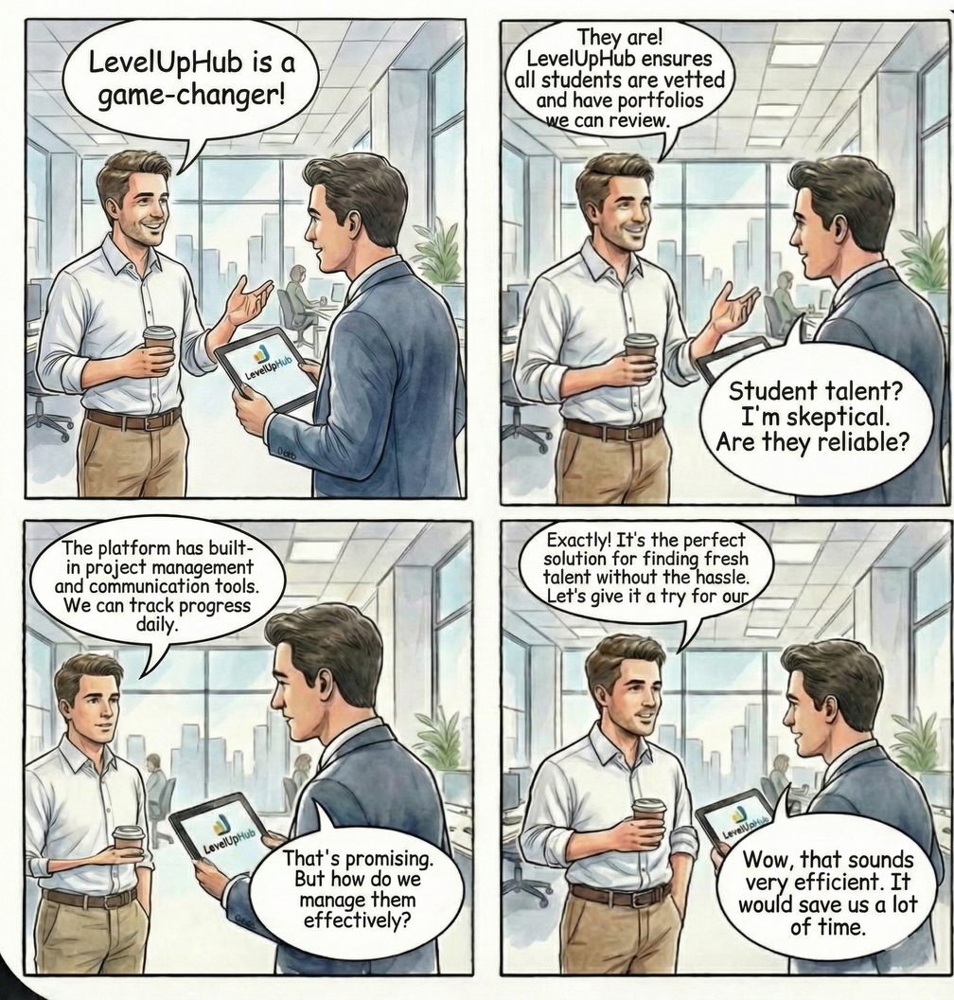 LevelUpHub is a
game-changer!
LevelUpHub
They are!
LevelUpHub ensures
all students are vetted
and have portfolios
we can review.
Student talent?
I'm skeptical.
Are they reliable?
The platform has built-
in project management
and communication tools.
We can track progress
daily.
LevelUpHub
That's promising.
But how do we
manage them
effectively?
Exactly! It's the perfect
solution for finding fresh
talent without the hassle.
Let's give it a try for our
LevelUpHub
Wow, that sounds
very efficient. It
would save us a lot
of time.